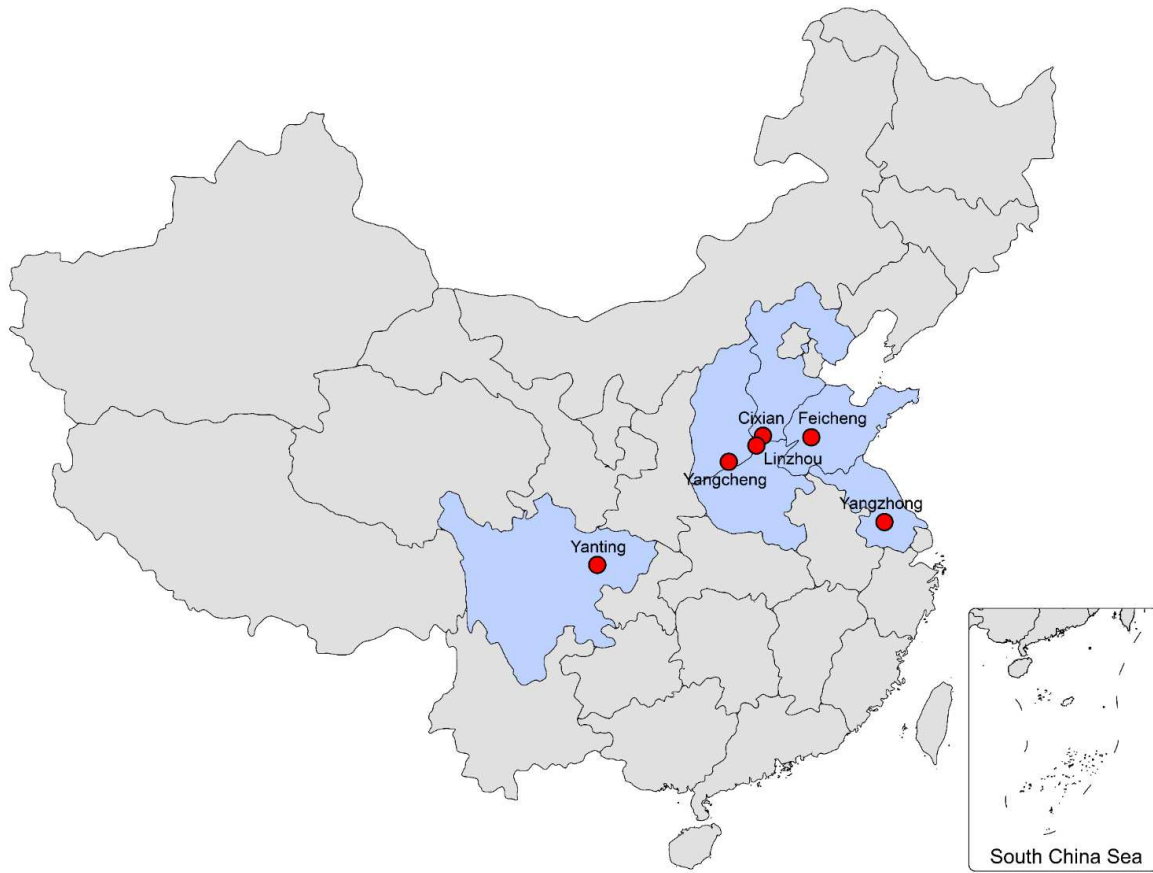 Cixian
Feicheng
Linzhou
Yangcheng
Yangzhong
Yanting
South China Sea